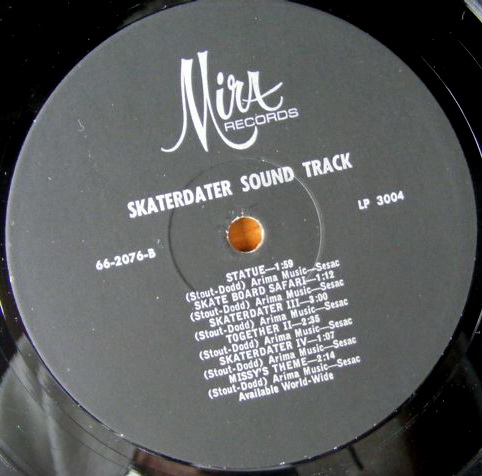 Mira
RECORDS
SKATERDATER SOUND TRACK
66-2076-B
LP 3004
STATUE—1:59
(Stout-Dodd) Arima Music—Sesac
SKATE BOARD SAFARI—1:12
(Stout-Dodd) Arima Music—Sesac
SKATERDATER III—3:00
(Stout-Dodd) Arima Music—Sesac
TOGETHER II—2:35
(Stout-Dodd) Arima Music—Sesac
SKATERDATER IV—1:07
(Stout-Dodd) Arima Music—Sesac
MISSY'S THEME—2:14
(Stout-Dodd) Arima Music—Sesac
Available World-Wide